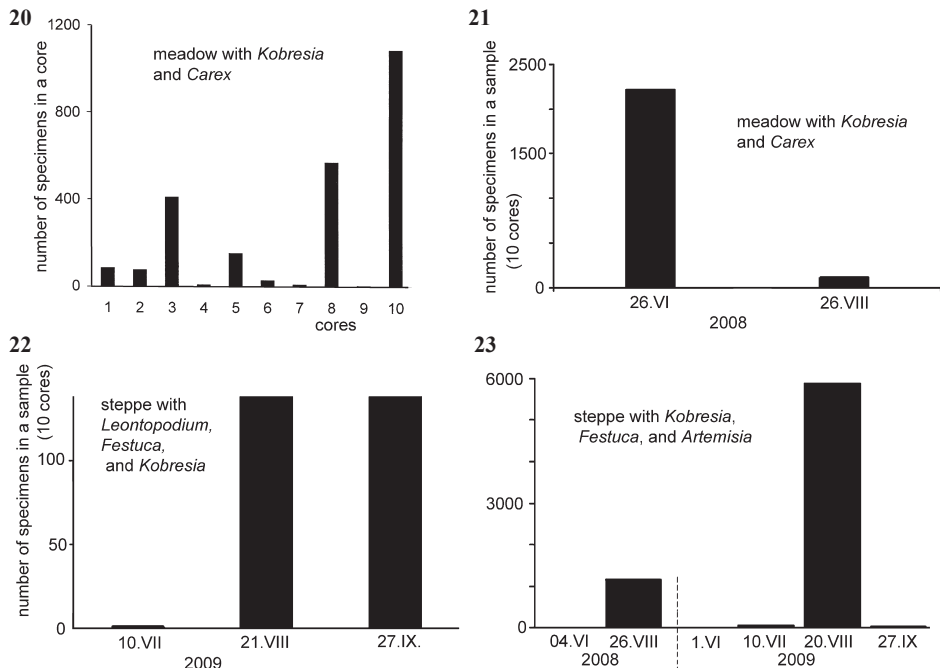 20
1200
800
400
0
number of specimens in a core
meadow with Kobresia
and Carex
1 2 3 4 5 6 7 8 9 10
cores
21
2500
1500
0
number of specimens in a sample
(10 cores)
meadow with Kobresia
and Carex
26.VI 26.VIII
2008
22
100
50
0
number of specimens in a sample
(10 cores)
steppe with
Leontopodium,
Festuca,
and Kobresia
10.VII 21.VIII 27.IX.
2009
23
6000
3000
0
steppe with Kobresia,
Festuca, and Artemisia
04.VI 26.VIII 1.VI 10.VII 20.VIII 27.IX
2008 2009